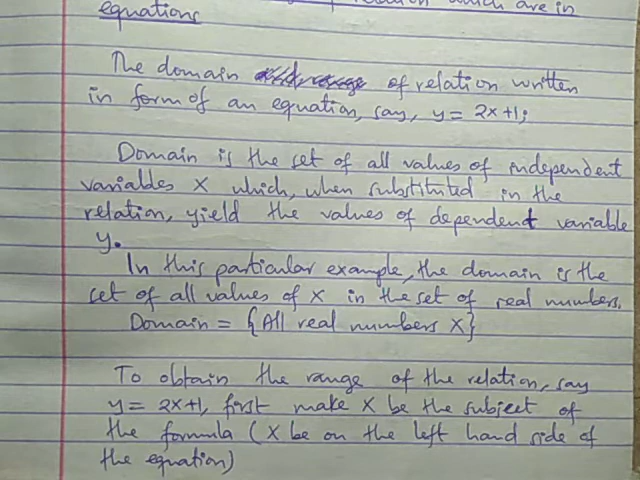 relation which are in
equations
The domain of relation written
in form of an equation, say, y = 2x+1;
Domain is the set of all values of independent
variables X which, when substituted in the
relation, yield the values of dependent variable
y.
In this particular example, the domain is the
set of all values of X in the set of real numbers.
Domain = {All real numbers X}
To obtain the range of the relation, say
y = 2x+1, first make X be the subject of
the formula (X be on the left hand side of
the equation)